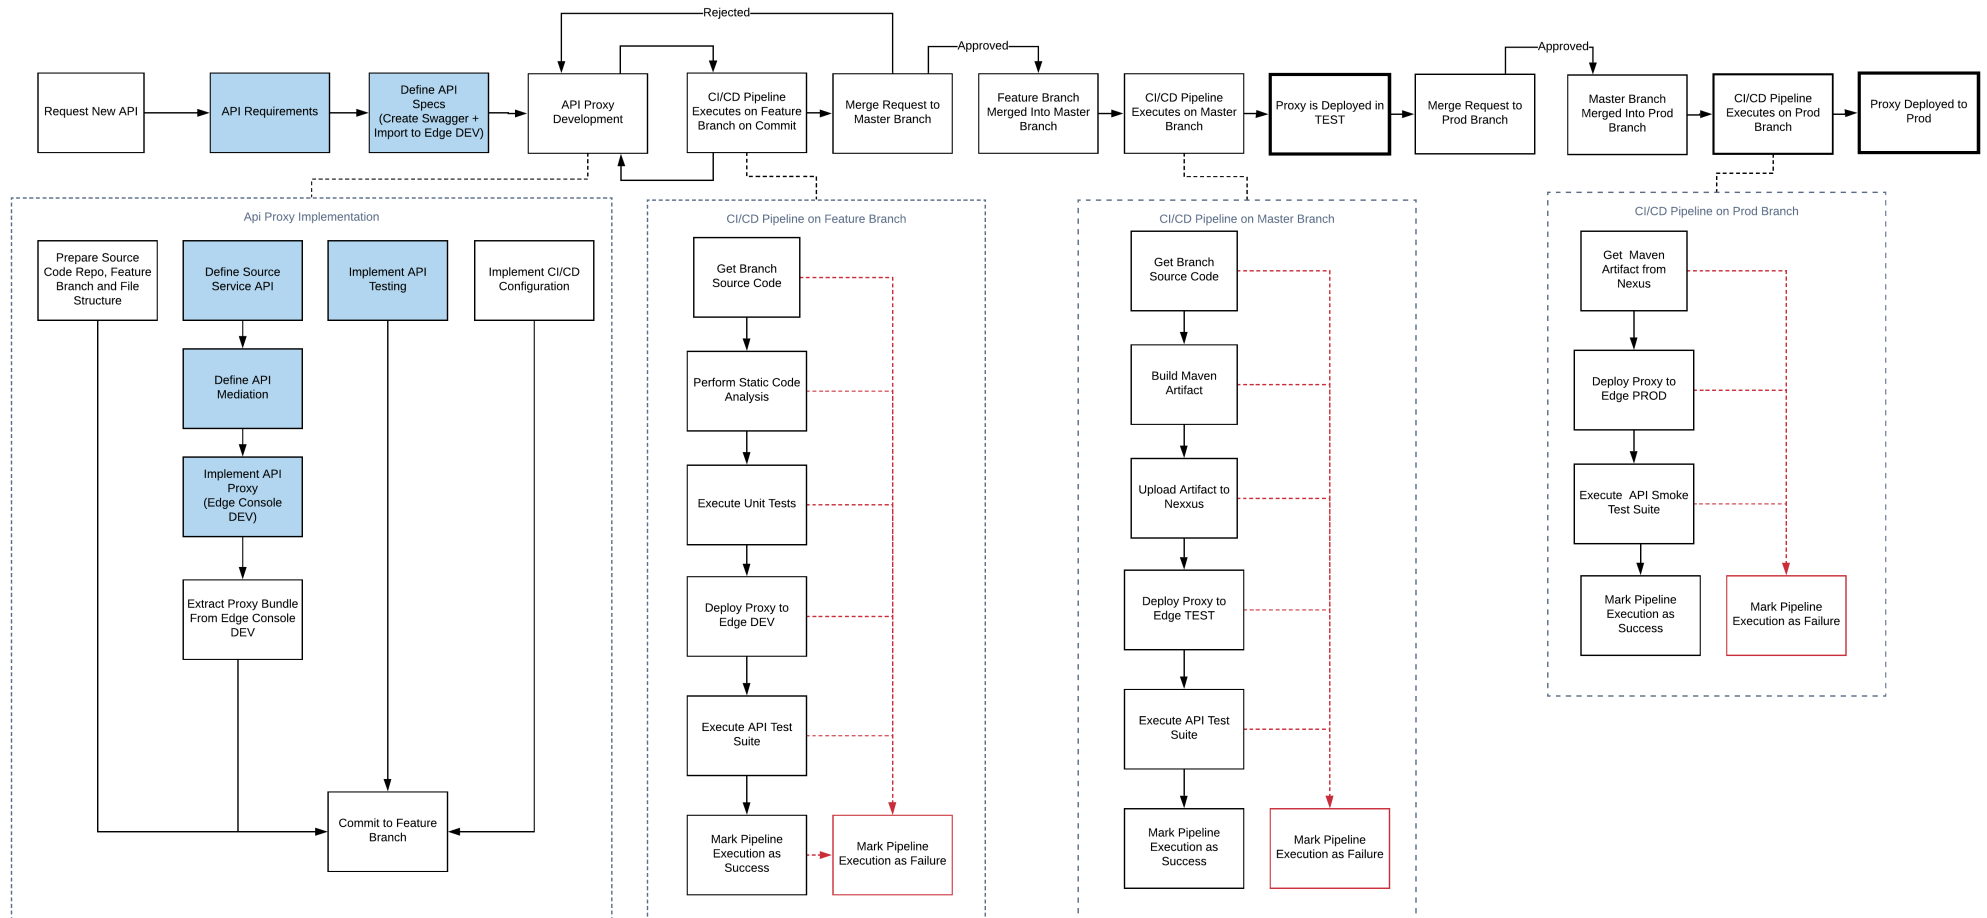 Rejected
Approved
Approved
Request New API
API Requirements
Define API
Specs
(Create Swagger +
Import to Edge DEV)
API Proxy
Development
CI/CD Pipeline
Executes on Feature
Branch on Commit
Merge Request to
Master Branch
Feature Branch
Merged Into Master
Branch
CI/CD Pipeline
Executes on Master
Branch
Proxy is Deployed in
TEST
Merge Request to
Prod Branch
Master Branch
Merged Into Prod
Branch
CI/CD Pipeline
Executes on Prod
Branch
Proxy Deployed to
Prod
Api Proxy Implementation
Prepare Source
Code Repo, Feature
Branch and File
Structure
Define Source
Service API
Implement API
Testing
Implement CI/CD
Configuration
Define API
Mediation
Implement API
Proxy
(Edge Console
DEV)
Extract Proxy Bundle
From Edge Console
DEV
Commit to Feature
Branch
CI/CD Pipeline on Feature Branch
Get Branch
Source Code
Perform Static Code
Analysis
Execute Unit Tests
Deploy Proxy to
Edge DEV
Execute API Test
Suite
Mark Pipeline
Execution as
Success
Mark Pipeline
Execution as Failure
CI/CD Pipeline on Master Branch
Get Branch
Source Code
Build Maven
Artifact
Upload Artifact to
Nexxus
Deploy Proxy to
Edge TEST
Execute API Test
Suite
Mark Pipeline
Execution as
Success
Mark Pipeline
Execution as Failure
CI/CD Pipeline on Prod Branch
Get Maven
Artifact from
Nexus
Deploy Proxy to
Edge PROD
Execute API Smoke
Test Suite
Mark Pipeline
Execution as
Success
Mark Pipeline
Execution as Failure